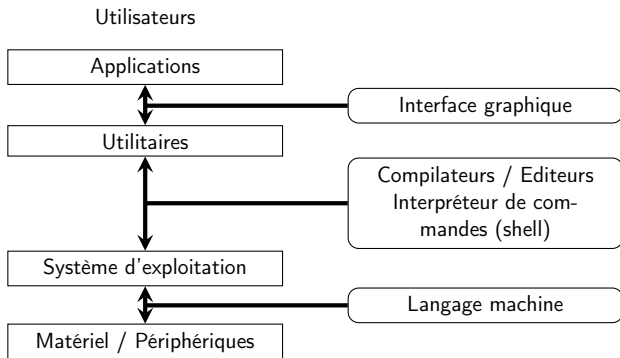 Utilisateurs
Applications
Interface graphique
Utilitaires
Compilateurs / Editeurs
Interpréteur de com-
mandes (shell)
Système d'exploitation
Langage machine
Matériel / Périphériques